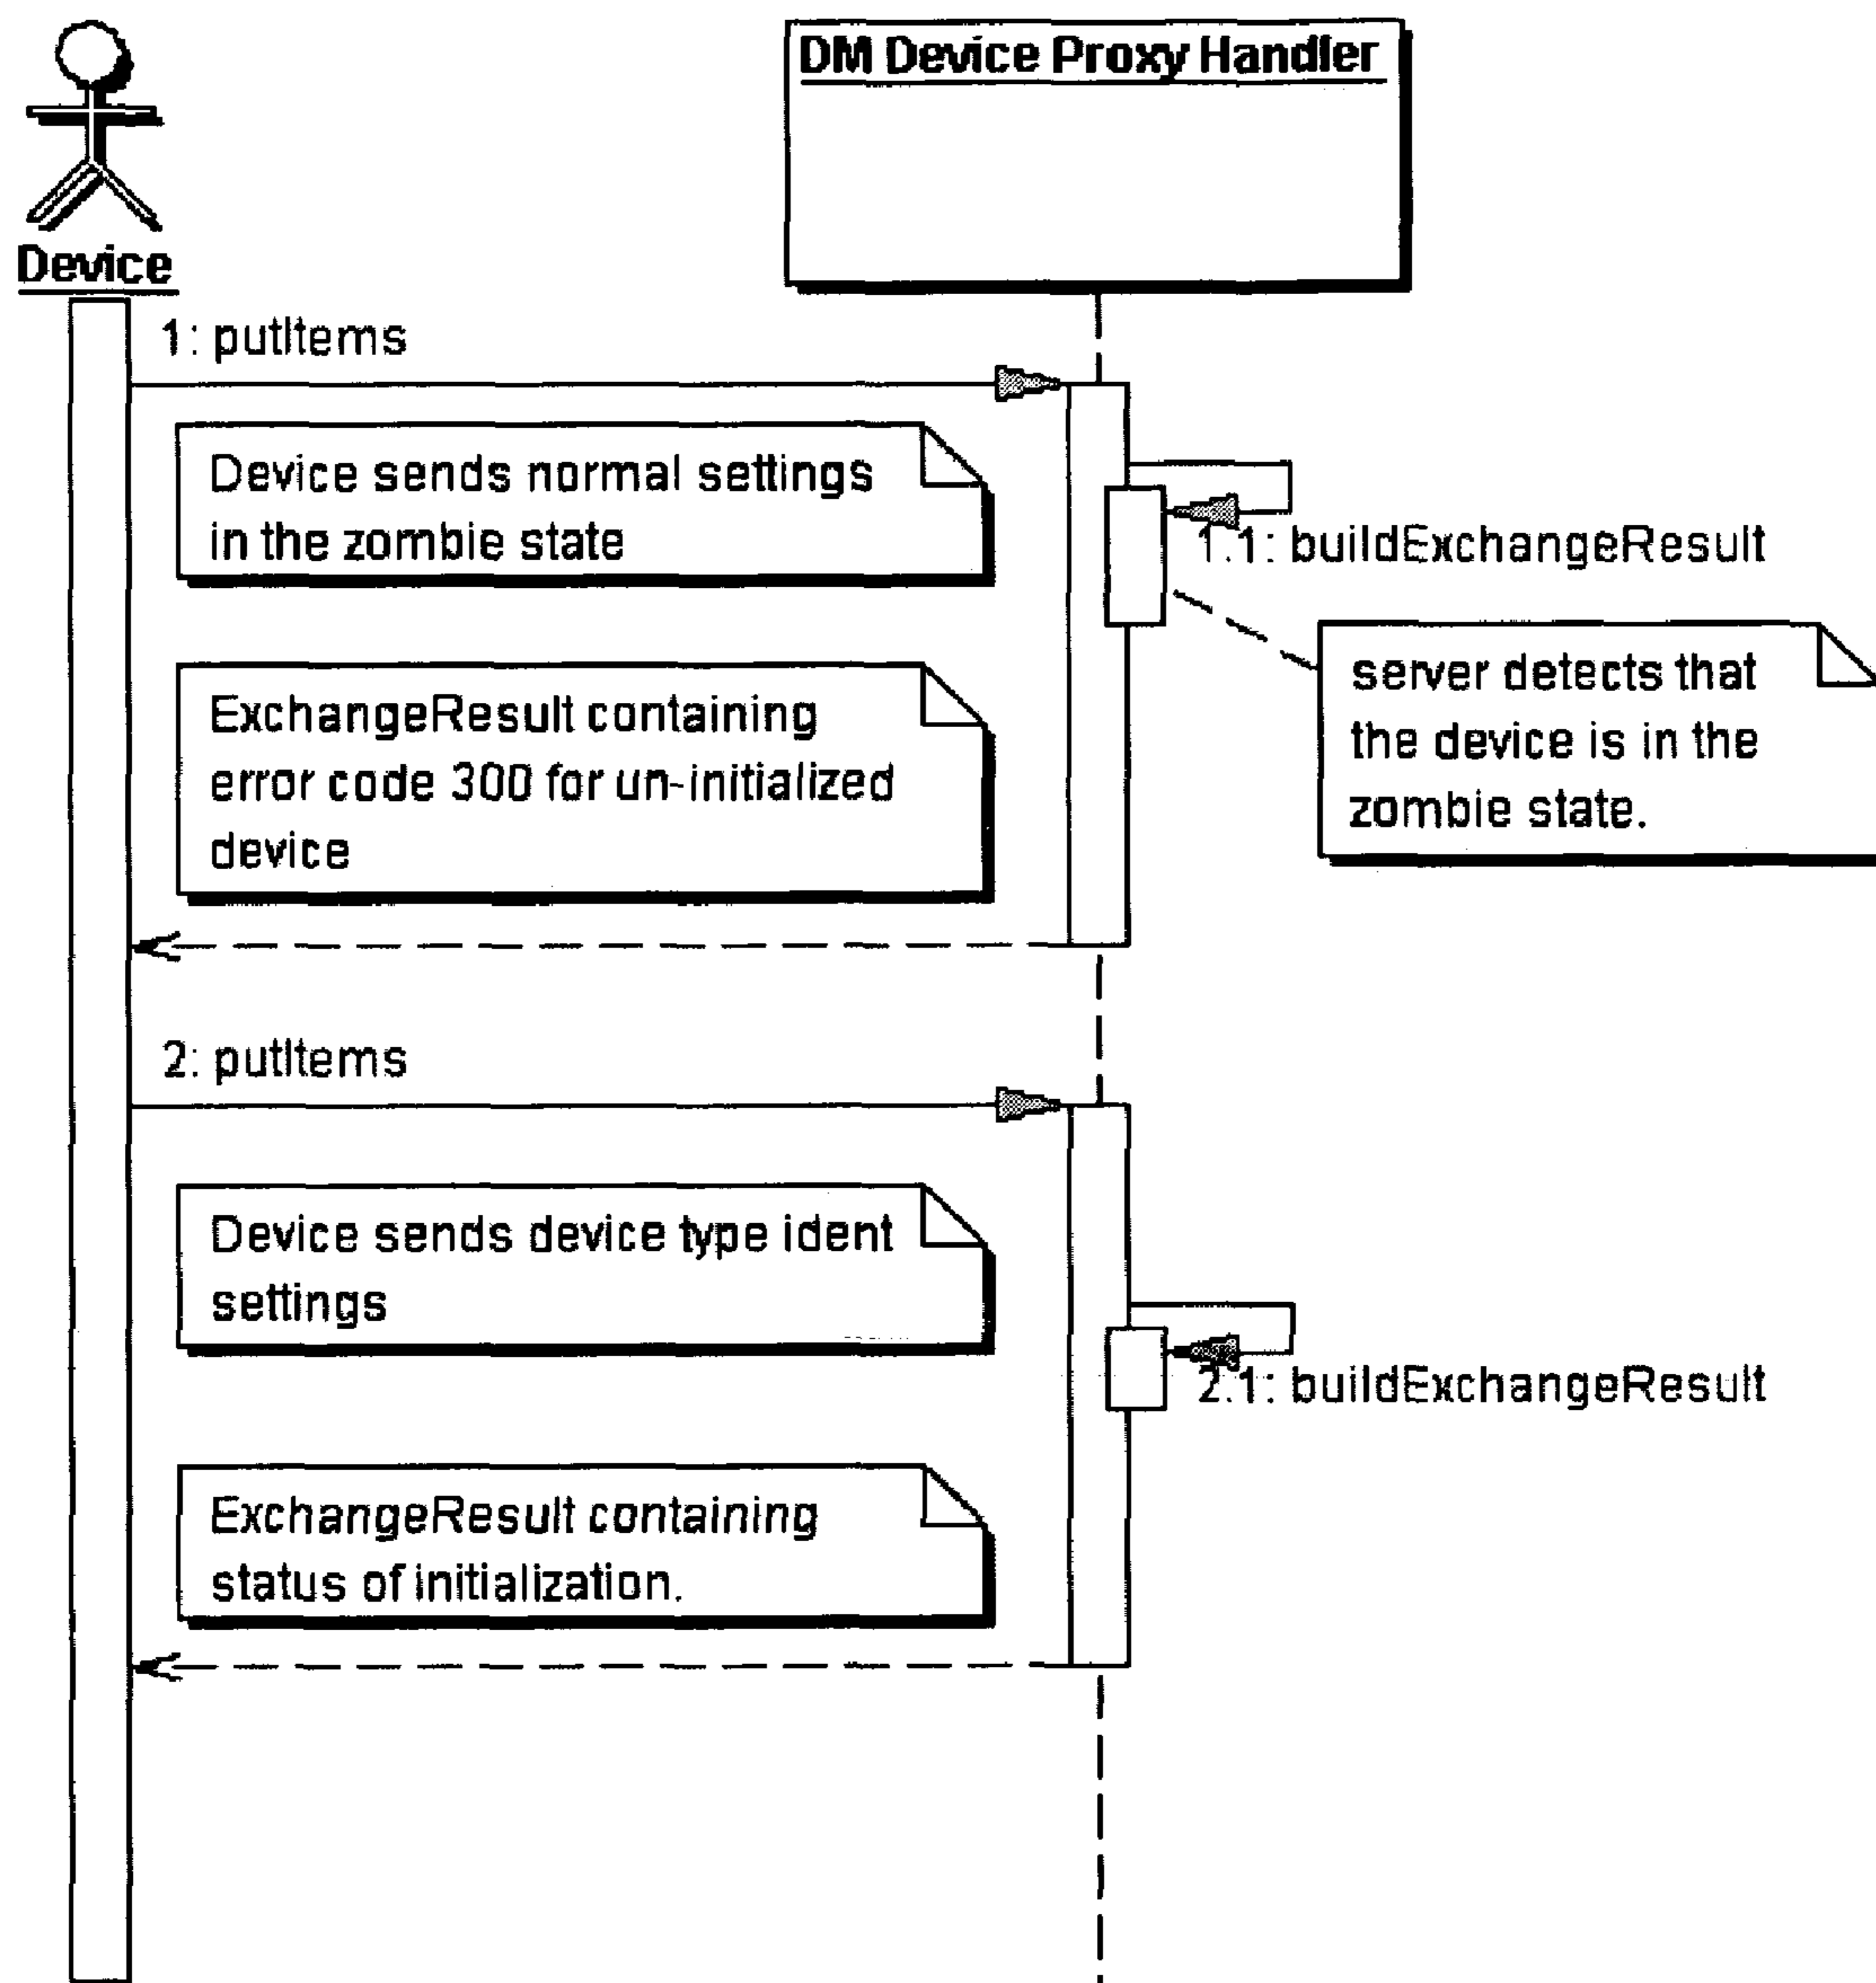 DM Device Proxy Handler
Device
1: putItems
Device sends normal settings
in the zombie state
1.1: buildExchangeResult
server detects that
the device is in the
zombie state.
ExchangeResult containing
error code 300 for un-initialized
device
2: putItems
Device sends device type ident
settings
2.1: buildExchangeResult
ExchangeResult containing
status of initialization.